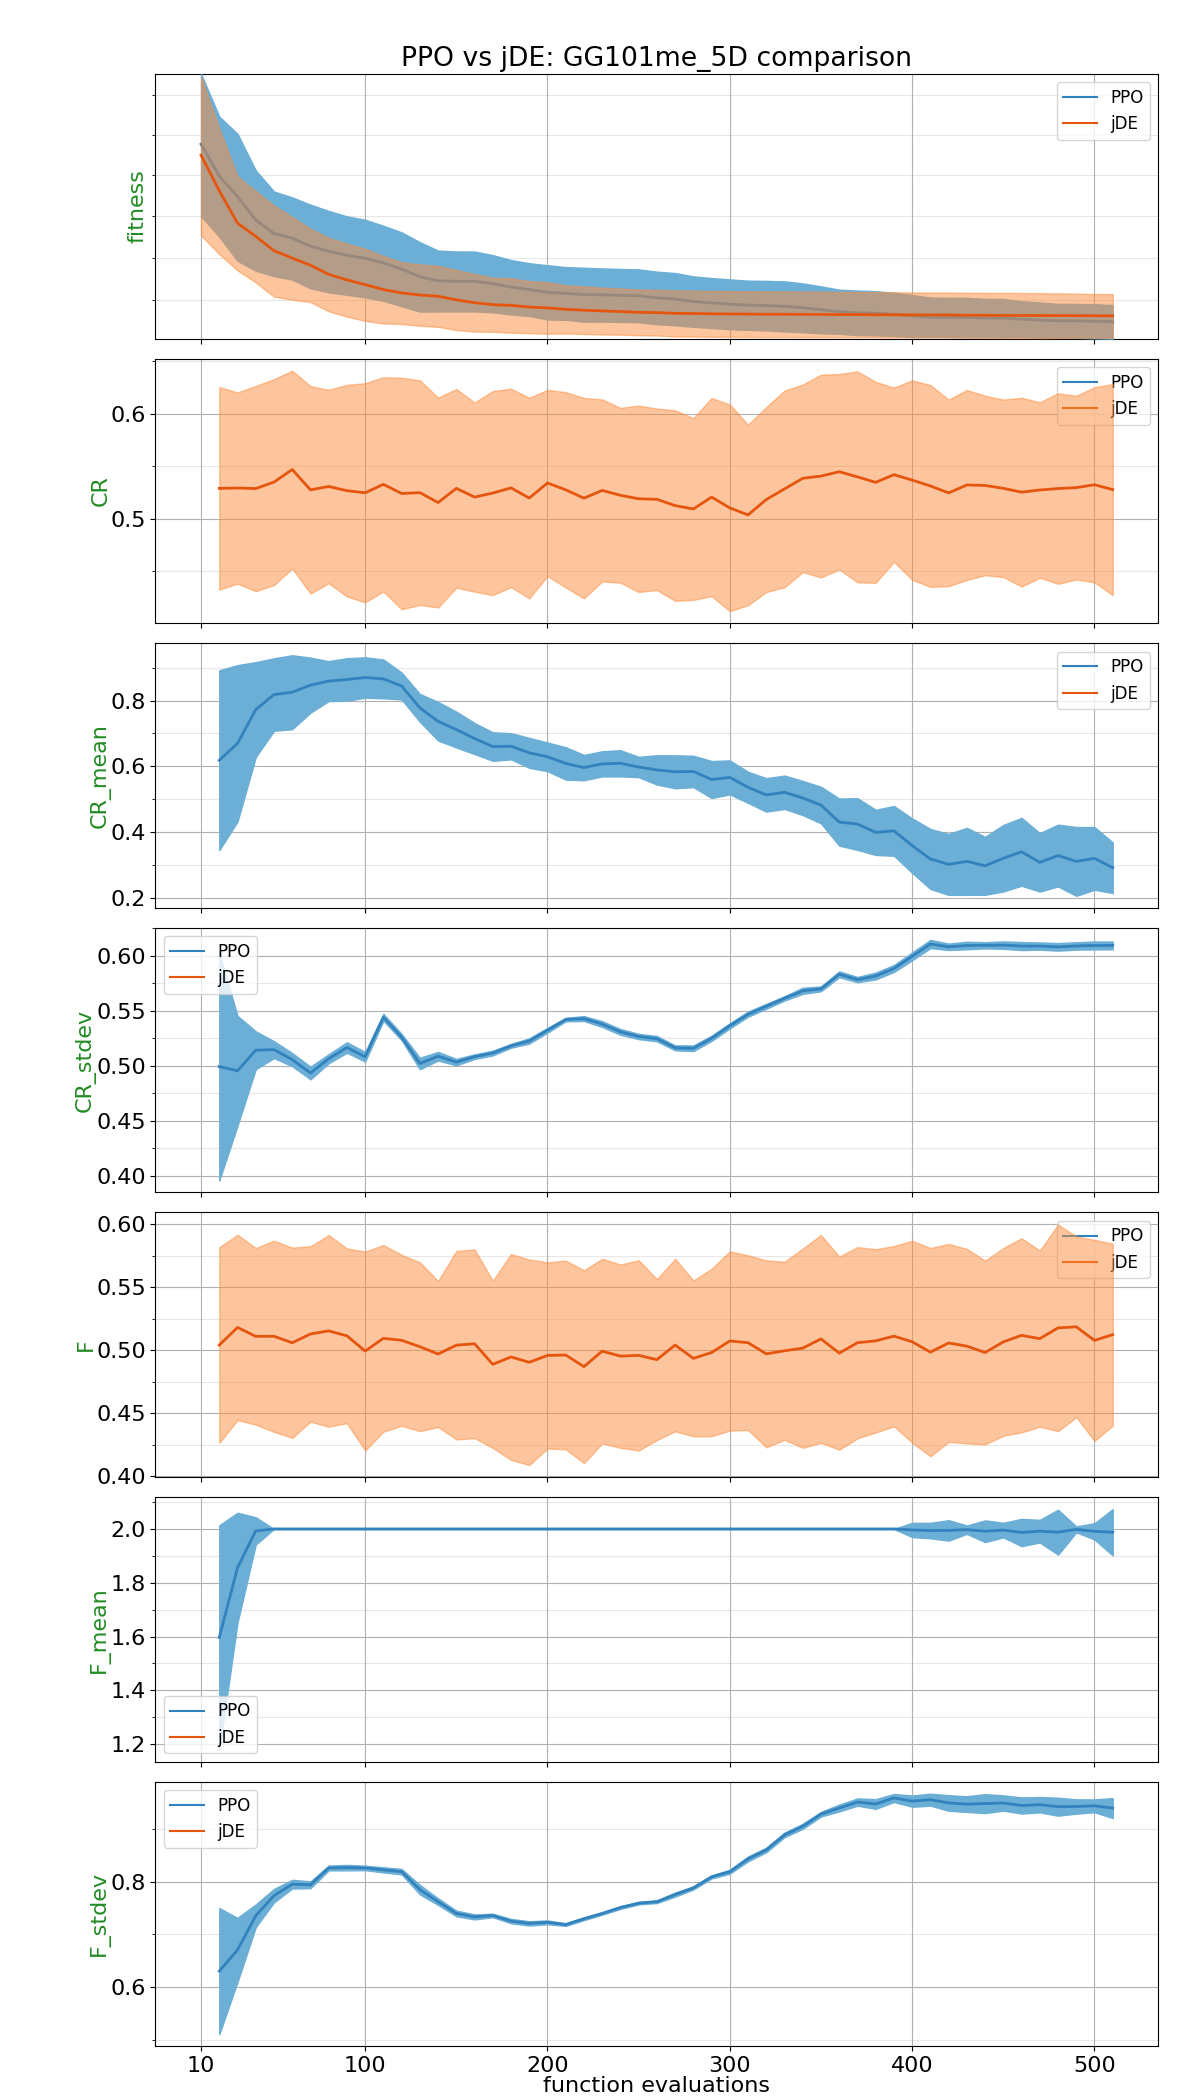 PPO vs jDE: GG101me_5D comparison
fitness
PPO
jDE
CR
0.6
0.5
PPO
jDE
CR_mean
0.8
0.6
0.4
0.2
PPO
jDE
CR_stdev
0.60
0.55
0.50
0.45
0.40
PPO
jDE
F
0.60
0.55
0.50
0.45
0.40
PPO
jDE
F_mean
2.0
1.8
1.6
1.4
1.2
PPO
jDE
F_stdev
0.8
0.6
PPO
jDE
10 100 200 300 400 500
function evaluations